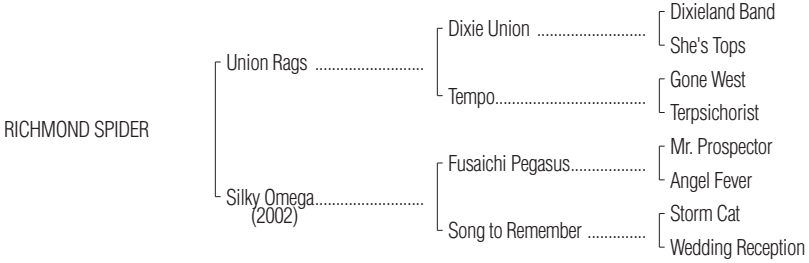 Dixieland Band
Dixie Union ..........................
She's Tops
Union Rags ..........................
Gone West
Tempo....................................
Terpsichorist
RICHMOND SPIDER
Mr. Prospector
Fusaichi Pegasus..................
Angel Fever
Silky Omega..........................
(2002)
Storm Cat
Song to Remember ..............
Wedding Reception